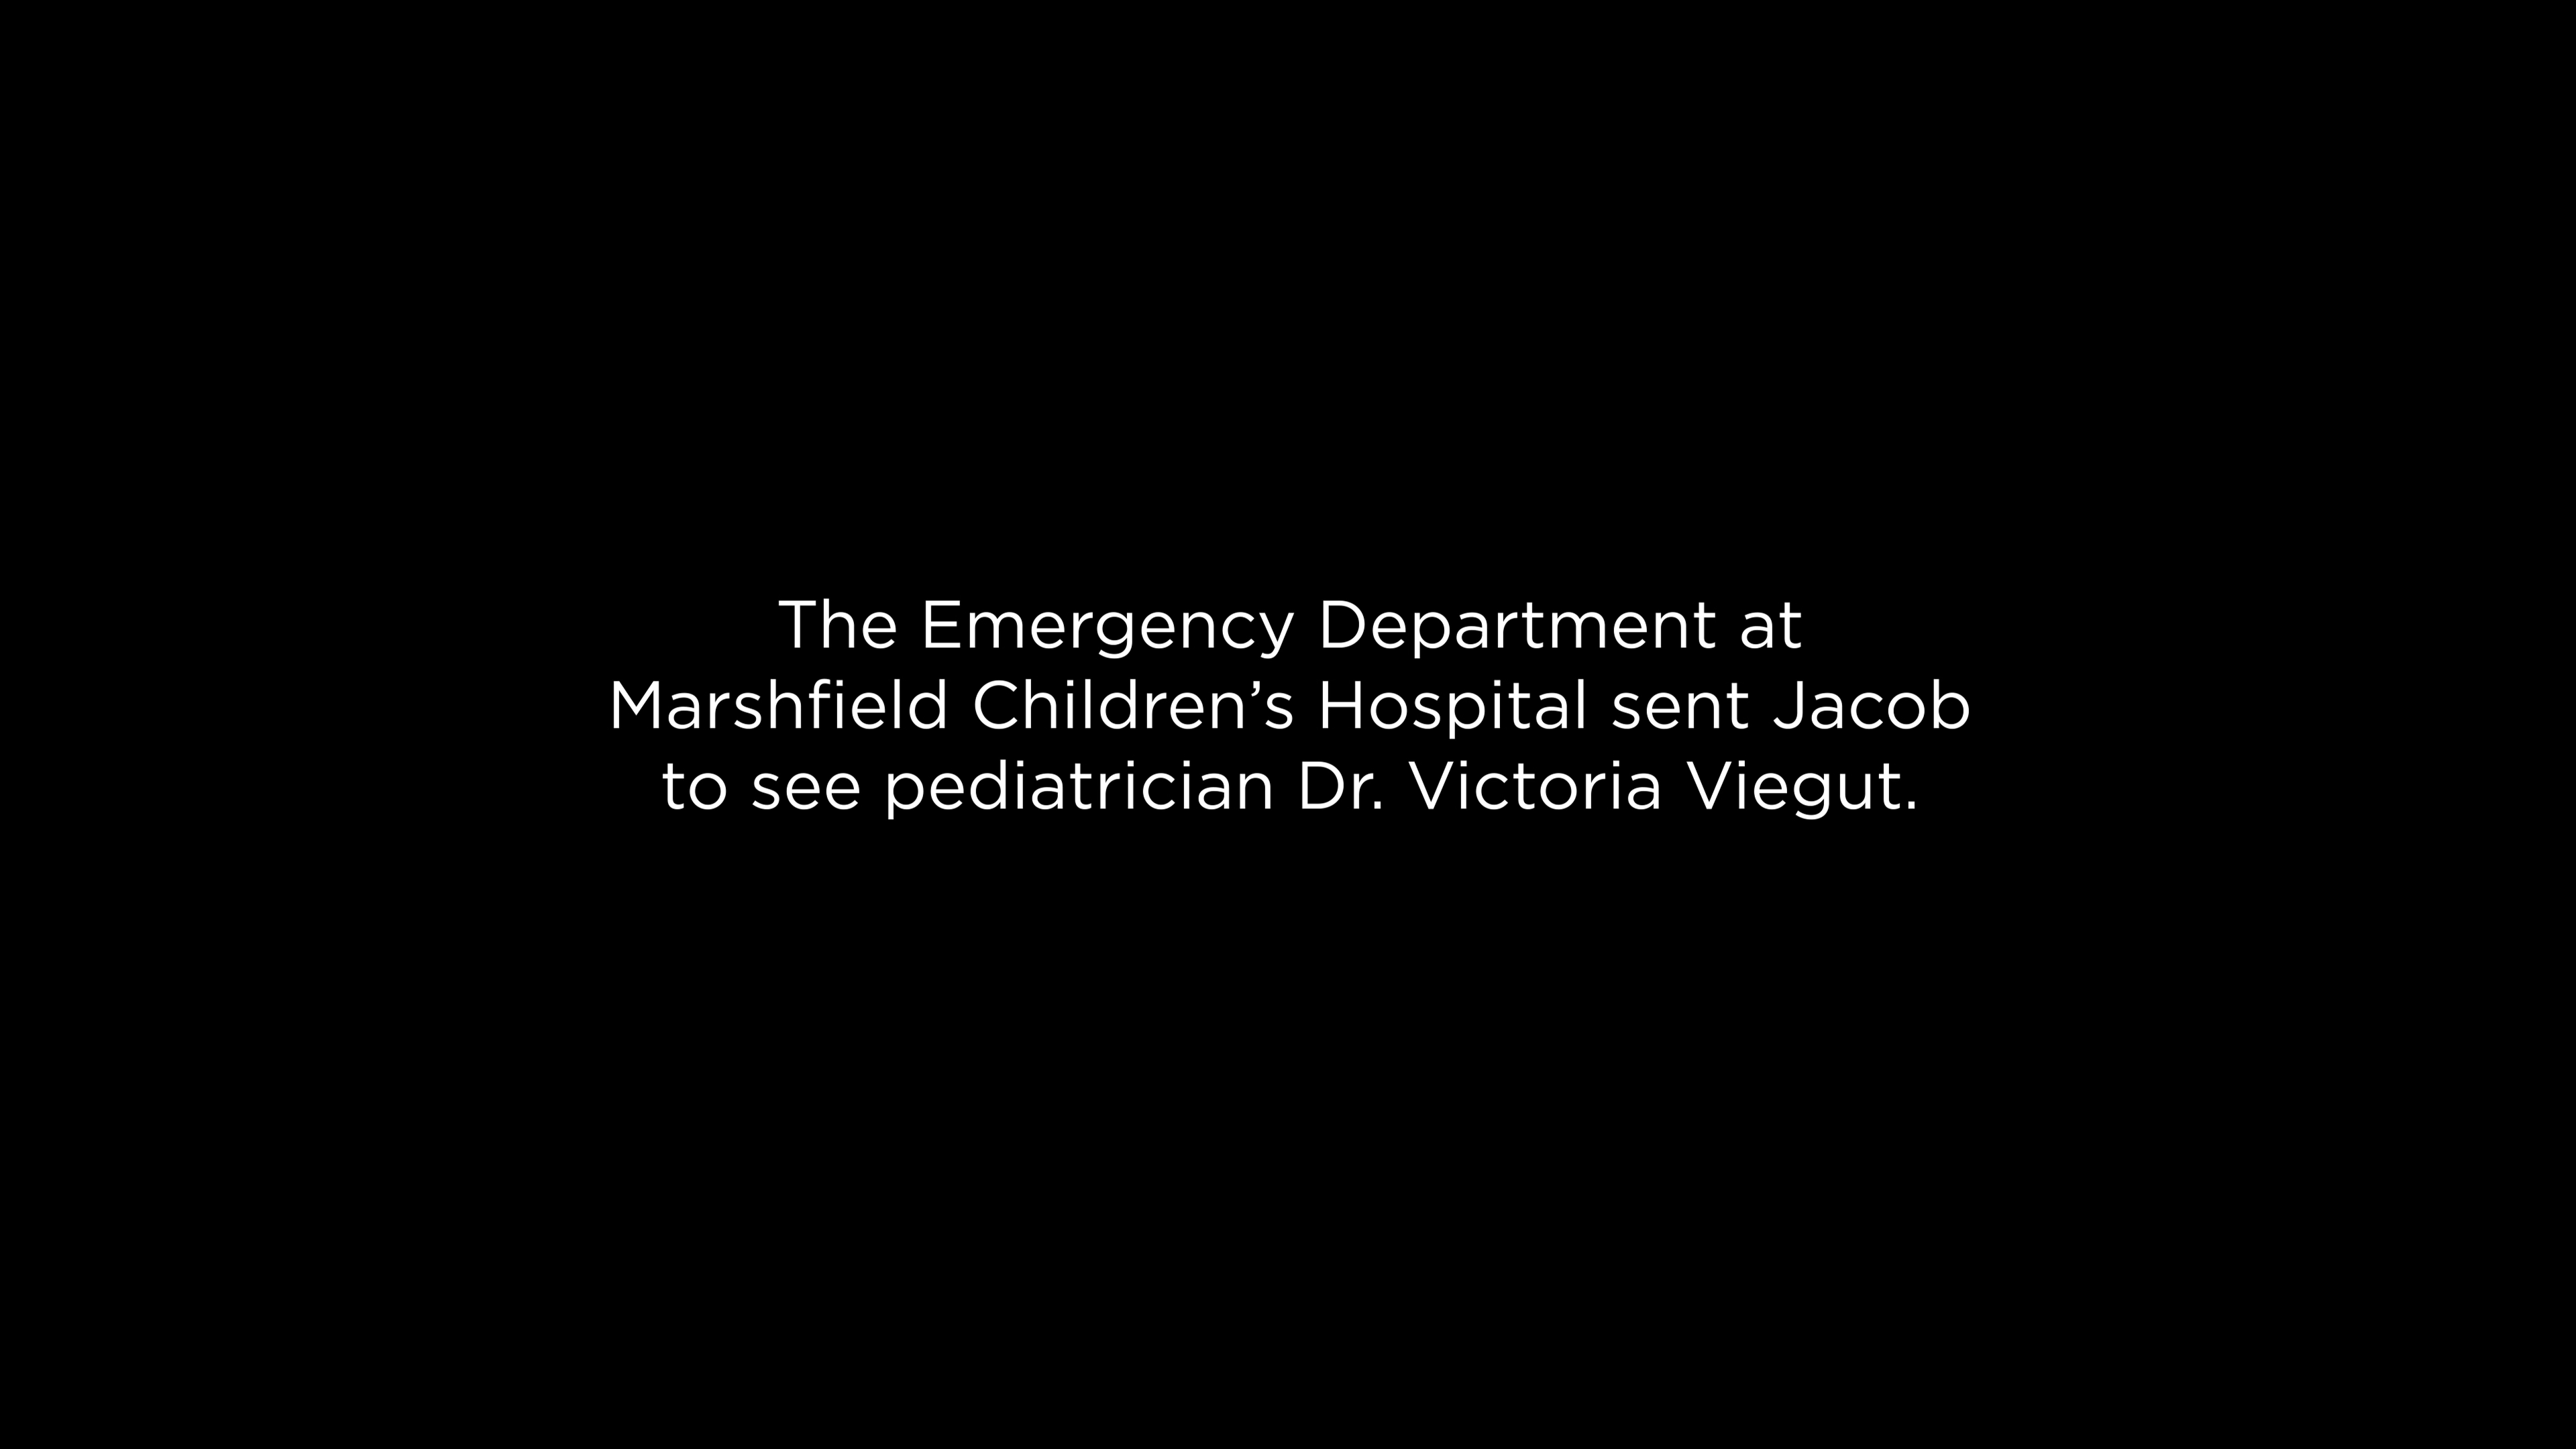 The Emergency Department at
Marshfield Children’s Hospital sent Jacob
to see pediatrician Dr. Victoria Viegut.